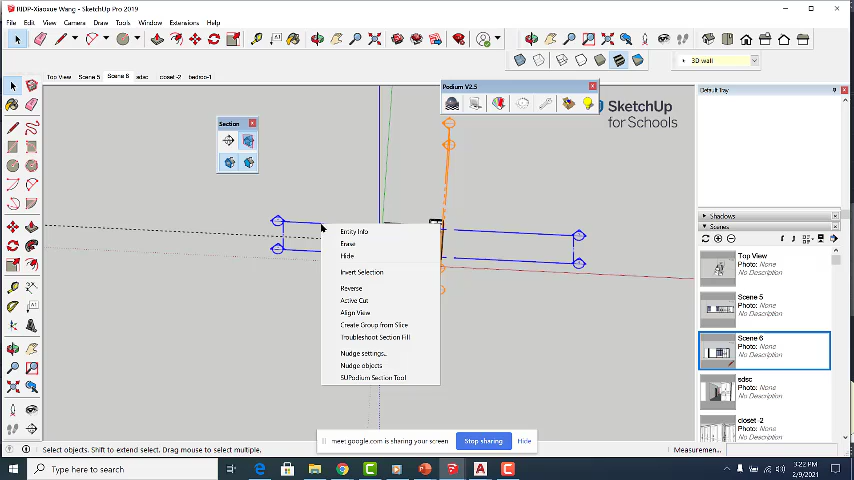 RIDP-Xiaoxue Wang - SketchUp Pro 2019
File Edit View Camera Draw Tools Window Extensions Help
3D wall
Top View Scene 5 Scene 6 sdsc closet -2 bedroo-1
Podium V2.5
Default Tray
SketchUp
for Schools
Section
Entity Info
Erase
Hide
Invert Selection
Reverse
Active Cut
Align View
Create Group from Slice
Troubleshoot Section Fill
Nudge settings...
Nudge objects
SUPodium Section Tool
Shadows
Scenes
Top View
Photo: None
No Description
Scene 5
Photo: None
No Description
Scene 6
Photo: None
No Description
sdsc
Photo: None
No Description
closet -2
Photo: None
No Description
meet.google.com is sharing your screen Stop sharing Hide
Select objects. Shift to extend select. Drag mouse to select multiple. Measuremen...
Type here to search
3:22 PM
2/9/2021